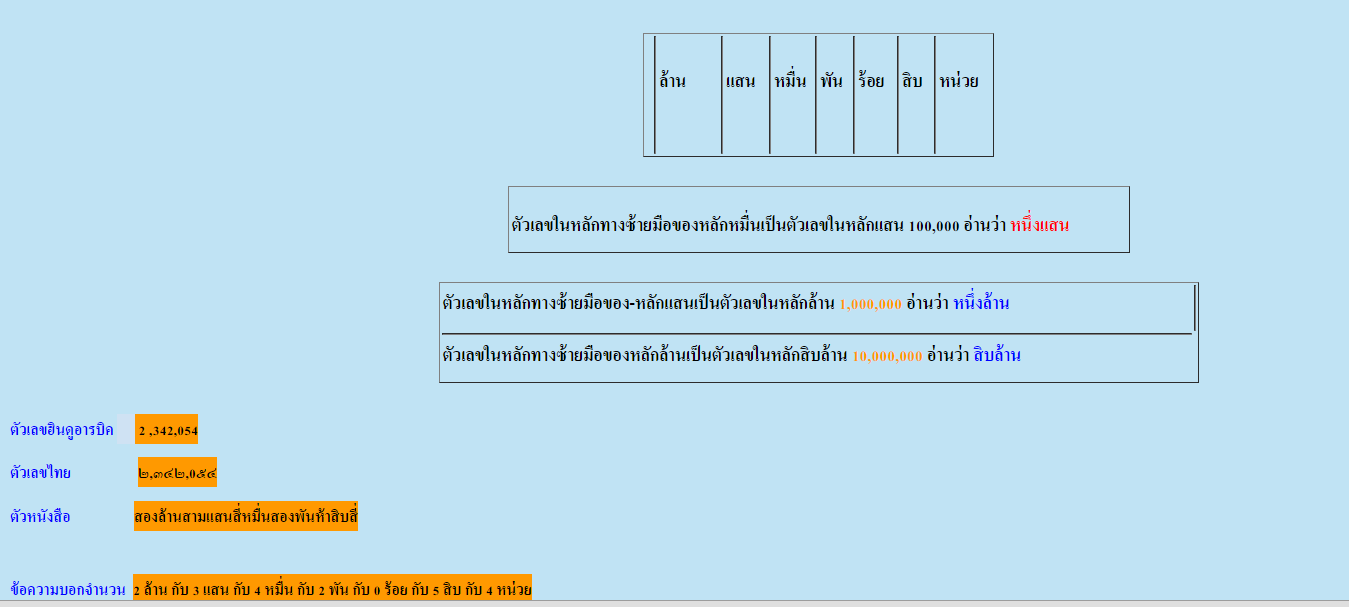 ล้าน แสน หมื่น พัน ร้อย สิบ หน่วย
ตัวเลขในหลักทางซ้ายมือของหลักหมื่นเป็นตัวเลขในหลักแสน 100,000 อ่านว่า หนึ่งแสน
ตัวเลขในหลักทางซ้ายมือของ-หลักแสนเป็นตัวเลขในหลักล้าน 1,000,000 อ่านว่า หนึ่งล้าน
ตัวเลขในหลักทางซ้ายมือของหลักล้านเป็นตัวเลขในหลักสิบล้าน 10,000,000 อ่านว่า สิบล้าน
ตัวเลขฮินดูอารบิค 2 ,342,054
ตัวเลขไทย ๒,๓๔๒,๐๕๔
ตัวหนังสือ สองล้านสามแสนสี่หมื่นสองพันห้าสิบสี่
ข้อความบอกจำนวน 2 ล้าน กับ 3 แสน กับ 4 หมื่น กับ 2 พัน กับ 0 ร้อย กับ 5 สิบ กับ 4 หน่วย